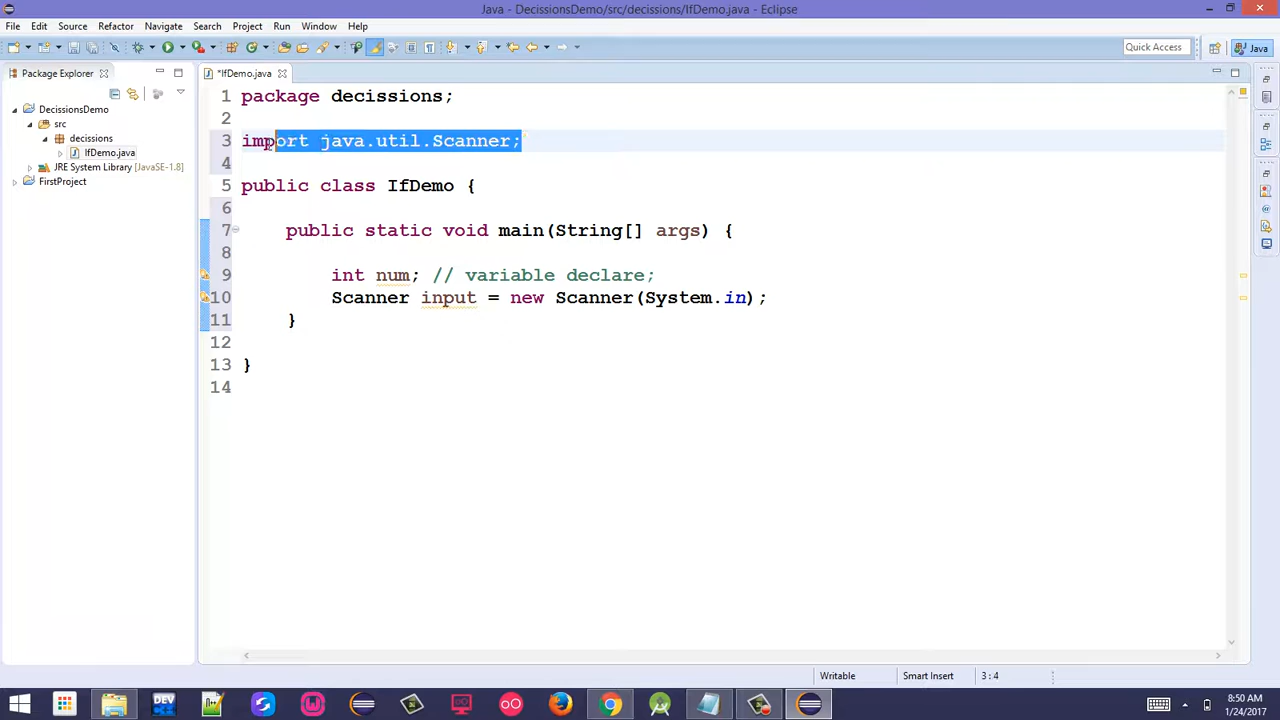 Java - DecissionsDemo/src/decissions/IfDemo.java - Eclipse
File Edit Source Refactor Navigate Search Project Run Window Help
Quick Access
Java
Package Explorer
*IfDemo.java
DecissionsDemo
src
decissions
IfDemo.java
JRE System Library [JavaSE-1.8]
FirstProject
1 package decissions;
2
3 import java.util.Scanner;
4
5 public class IfDemo {
6
7 public static void main(String[] args) {
8
9 int num; // variable declare;
10 Scanner input = new Scanner(System.in);
11 }
12
13 }
14
Writable
Smart Insert
3 : 4
DEV
8:50 AM
1/24/2017